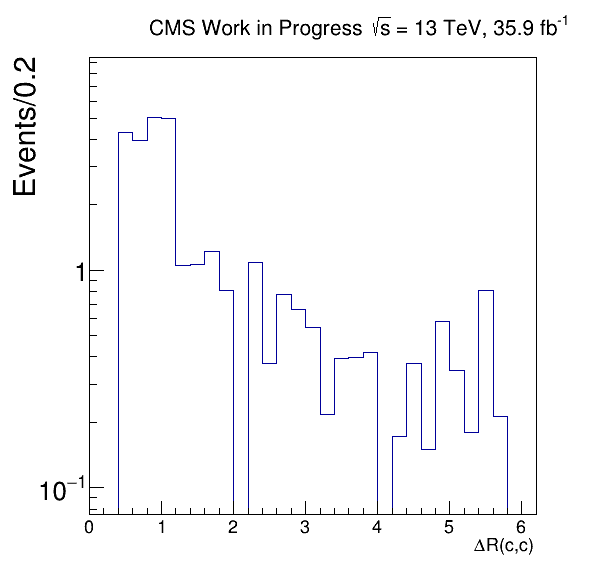 CMS Work in Progress √s = 13 TeV, 35.9 fb⁻¹
Events/0.2
1
10⁻¹
0 1 2 3 4 5 6
ΔR(c,c)